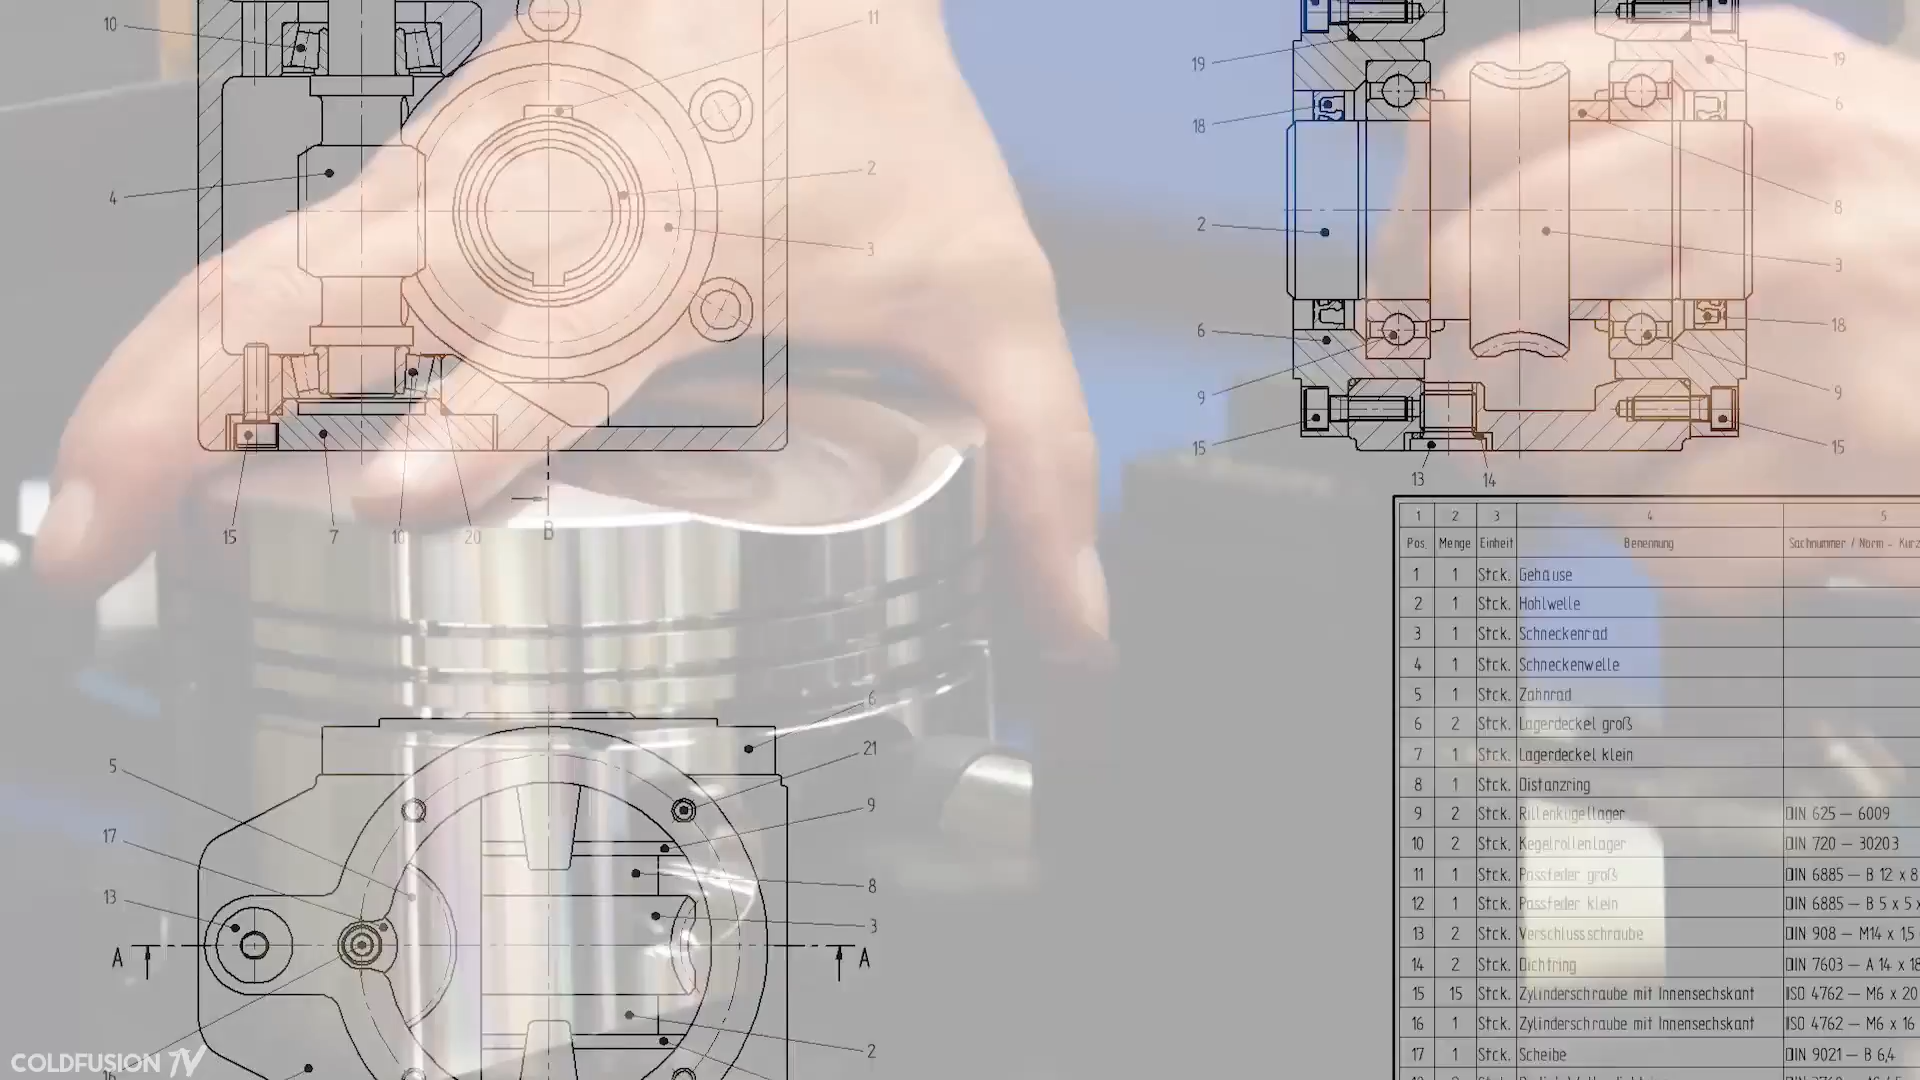 10
11
4
2
3
15
7
10
20
B
19
18
2
6
9
15
13
14
19
6
8
3
18
9
15
1 2 3 4 5
Pos. Menge Einheit Benennung Sachnummer / Norm -
1 1 Stck. Gehäuse
2 1 Stck. Hohlwelle
3 1 Stck. Schneckenrad
4 1 Stck. Schneckenwelle
5 1 Stck. Zahnrad
6 2 Stck. Lagerdeckel groß
7 1 Stck. Lagerdeckel klein
8 1 Stck. Distanzring
9 2 Stck. Rillenkugellager DIN 625 — 6009
10 2 Stck. Kegelrollenlager DIN 720 — 30203
11 1 Stck. Passfeder groß DIN 6885 — B 12 x 8
12 1 Stck. Passfeder klein DIN 6885 — B 5 x 5 x
13 2 Stck. Verschlussschraube DIN 908 — M14 x 1,5
14 2 Stck. Dichtring DIN 7603 — A 14 x 18
15 15 Stck. Zylinderschraube mit Innensechskant ISO 4762 — M6 x 20
16 1 Stck. Zylinderschraube mit Innensechskant ISO 4762 — M6 x 16
17 1 Stck. Scheibe DIN 9021 — B 6,4
5
17
13
A
6
21
9
8
3
A
2
COLDFUSION TV